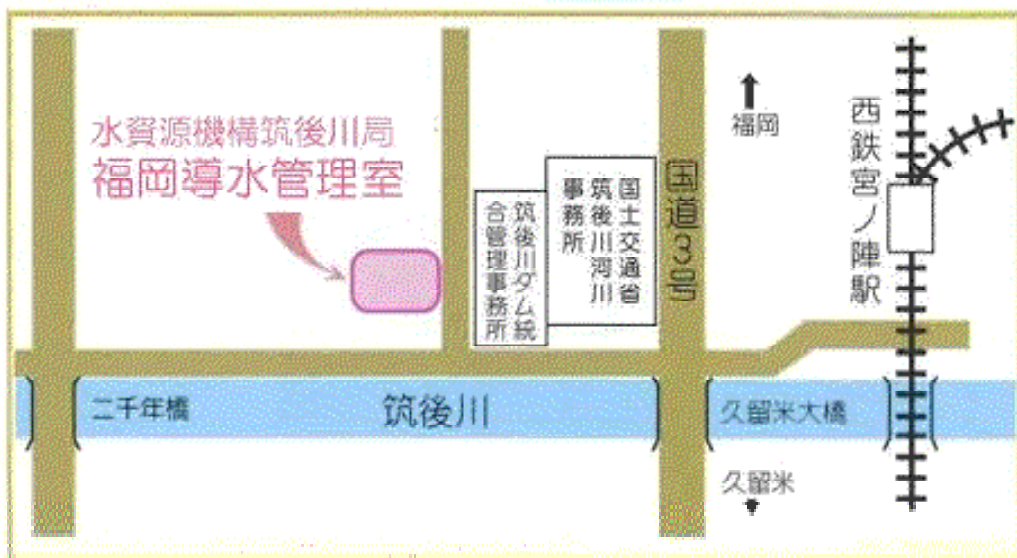 水資源機構筑後川局
福岡導水管理室
筑後川ダム統
合管理事務所
国土交通省
筑後川河川
事務所
国道3号
福岡
西鉄宮ノ陣駅
二千年橋
筑後川
久留米大橋
久留米